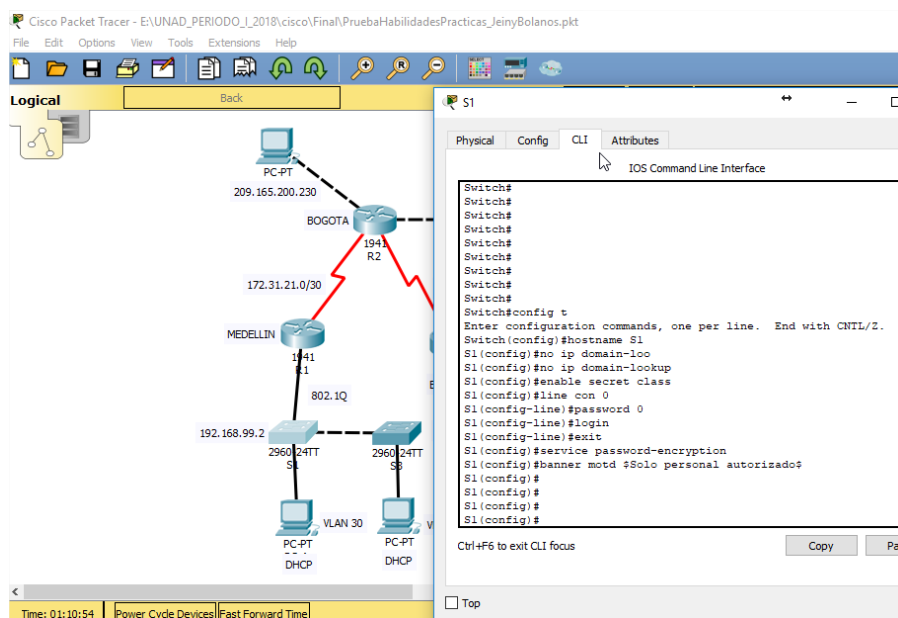 Cisco Packet Tracer - E:\UNAD_PERIODO_I_2018\cisco\Final\PruebaHabilidadesPracticas_JeinyBolanos.pkt
File Edit Options View Tools Extensions Help
Logical
Back
PC-PT
209.165.200.230
BOGOTA
1941
R2
172.31.21.0/30
MEDELLIN
1941
R1
802.1Q
192.168.99.2
2960-24TT
S1
2960-24TT
S3
VLAN 30
PC-PT
DHCP
PC-PT
DHCP
Time: 01:10:54
Power Cycle Devices Fast Forward Time
S1
Physical Config CLI Attributes
IOS Command Line Interface
Switch#
Switch#
Switch#
Switch#
Switch#
Switch#
Switch#
Switch#
Switch#
Switch#config t
Enter configuration commands, one per line. End with CNTL/Z.
Switch(config)#hostname S1
S1(config)#no ip domain-loo
S1(config)#no ip domain-lookup
S1(config)#enable secret class
S1(config)#line con 0
S1(config-line)#password 0
S1(config-line)#login
S1(config-line)#exit
S1(config)#service password-encryption
S1(config)#banner motd $Solo personal autorizado$
S1(config)#
S1(config)#
S1(config)#
S1(config)#
Ctrl+F6 to exit CLI focus
Copy
Pa
Top